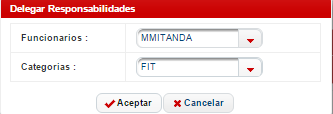 Delegar Responsabilidades
Funcionarios : MMITANDA
Categorias : FIT
Aceptar Cancelar